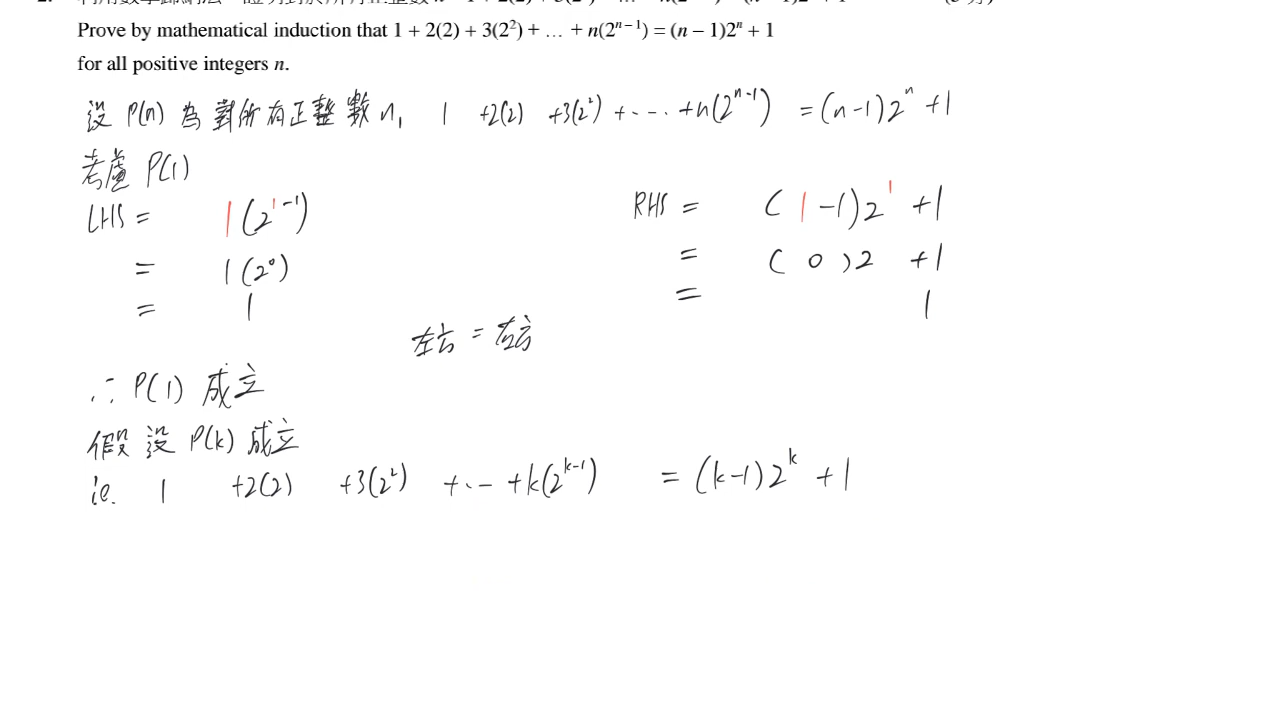 Prove by mathematical induction that 1 + 2(2) + 3(2²) + … + n(2ⁿ⁻¹) = (n − 1)2ⁿ + 1
for all positive integers n.
設 P(n) 為 對所有正整數 n, 1 +2(2) +3(2²) +.... +n(2ⁿ⁻¹) = (n-1)2ⁿ +1
考慮 P(1)
LHS = 1(2¹⁻¹) RHS = (1-1)2¹ +1
= 1(2⁰) = (0)2 +1
= 1 = 1
左方 = 右方
∴ P(1) 成立
假設 P(k) 成立
ie. 1 +2(2) +3(2²) +... +k(2ᵏ⁻¹) = (k-1)2ᵏ +1